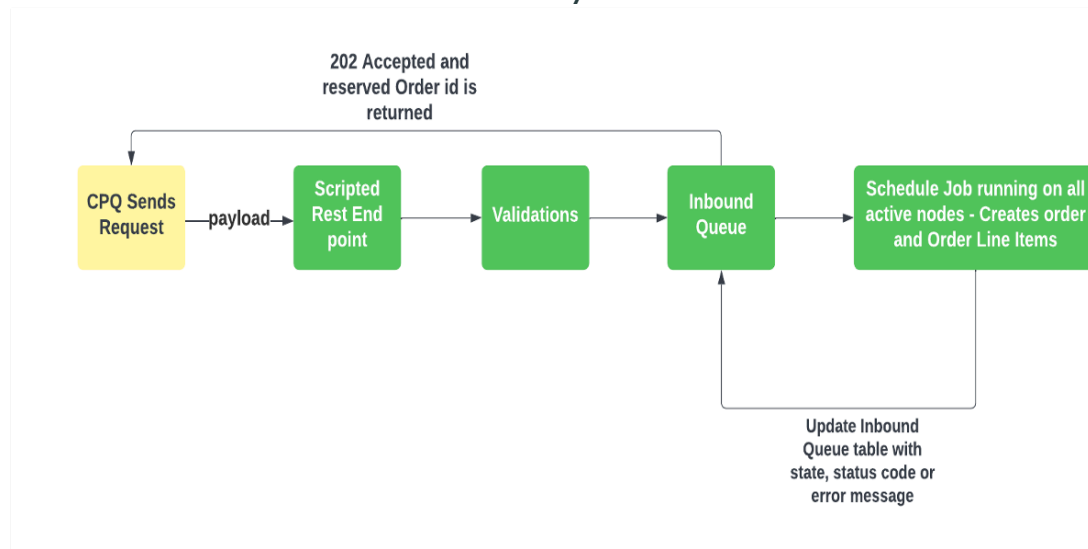 202 Accepted and
reserved Order id is
returned
CPQ Sends
Request
payload
Scripted
Rest End
point
Validations
Inbound
Queue
Schedule Job running on all
active nodes - Creates order
and Order Line Items
Update Inbound
Queue table with
state, status code or
error message